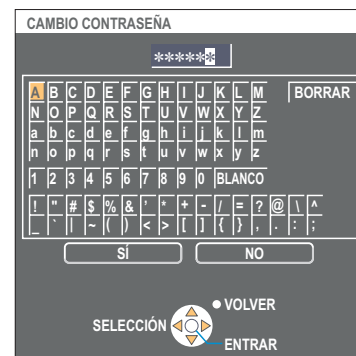 CAMBIO CONTRASEÑA
******
A B C D E F G H I J K L M BORRAR
N O P Q R S T U V W X Y Z
a b c d e f g h i j k l m
n o p q r s t u v w x y z
1 2 3 4 5 6 7 8 9 0 BLANCO
! " # $ % & ' * + - / = ? @ \ ^
_ ` | ~ ( ) < > [ ] { } , . : ;
SÍ NO
VOLVER
SELECCIÓN
ENTRAR